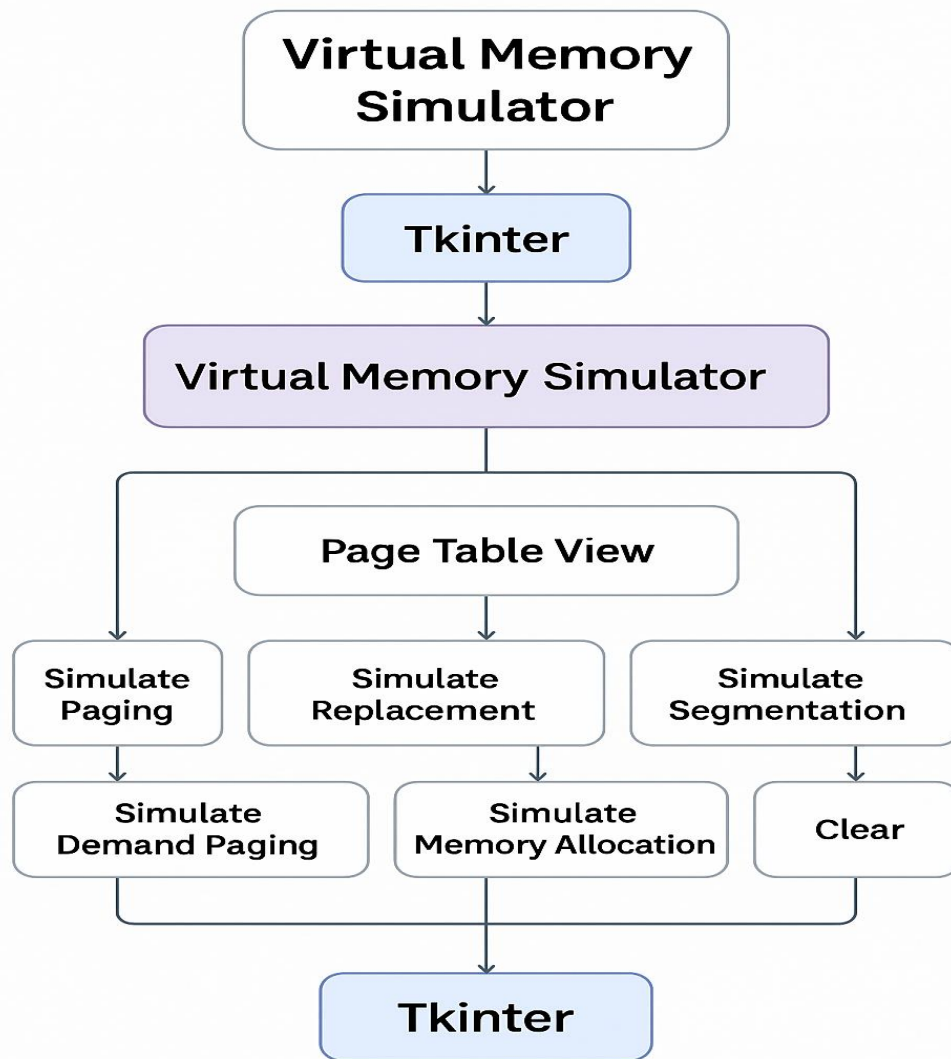 Virtual Memory
Simulator
Tkinter
Virtual Memory Simulator
Page Table View
Simulate
Paging
Simulate
Replacement
Simulate
Segmentation
Simulate
Demand Paging
Simulate
Memory Allocation
Clear
Tkinter